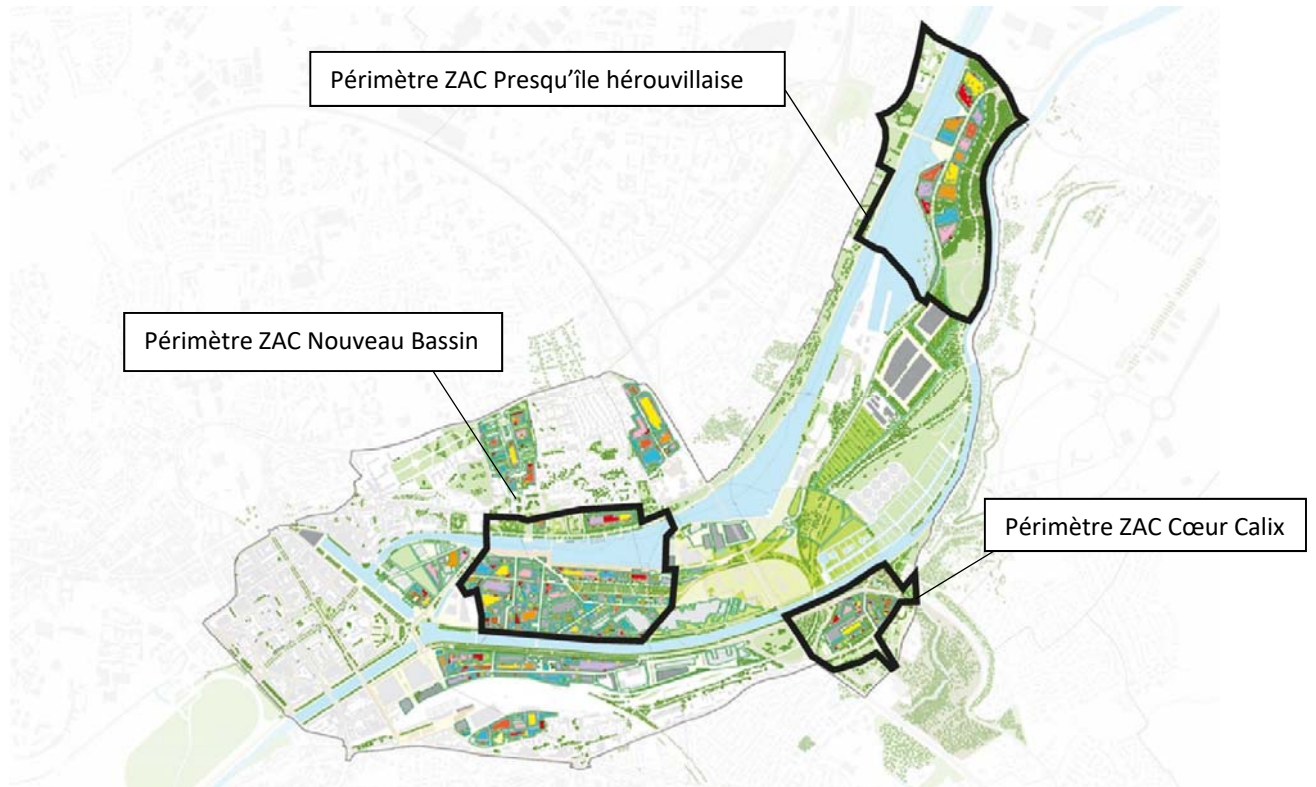 Périmètre ZAC Presqu’île hérouvillaise
Périmètre ZAC Nouveau Bassin
Périmètre ZAC Cœur Calix